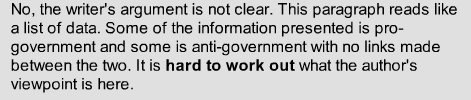 No, the writer's argument is not clear. This paragraph reads like
a list of data. Some of the information presented is pro-
government and some is anti-government with no links made
between the two. It is hard to work out what the author's
viewpoint is here.